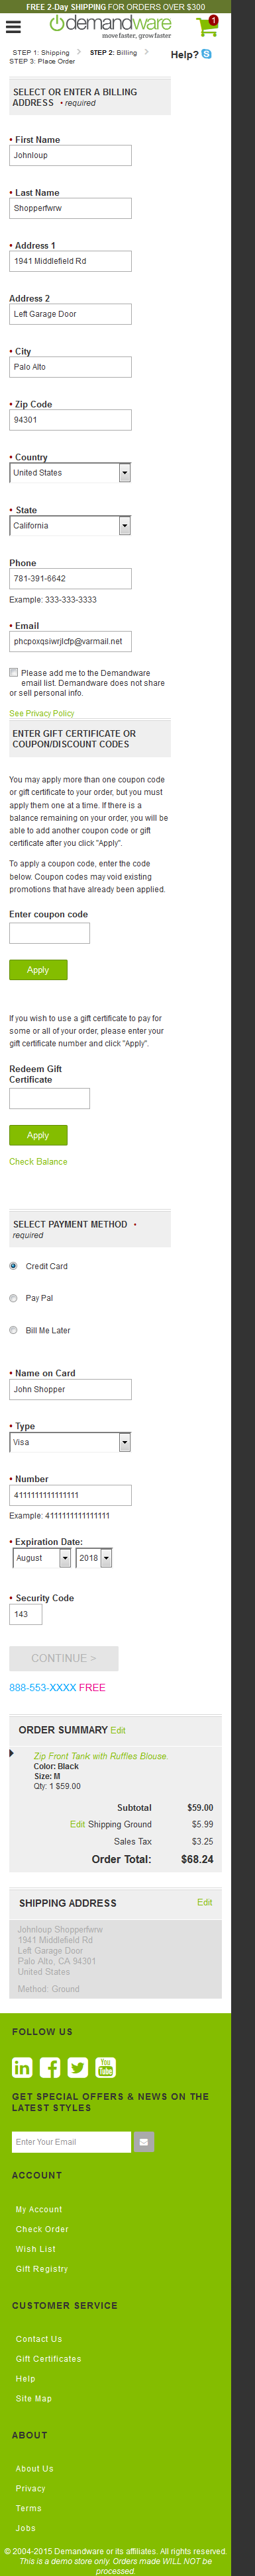 FREE 2-Day SHIPPING FOR ORDERS OVER $300
demandware
move faster, grow faster
1
STEP 1: Shipping STEP 2: Billing
STEP 3: Place Order
Help?
SELECT OR ENTER A BILLING
ADDRESS • required
• First Name
Johnloup
• Last Name
Shopperfwrw
• Address 1
1941 Middlefield Rd
Address 2
Left Garage Door
• City
Palo Alto
• Zip Code
94301
• Country
United States
• State
California
Phone
781-391-6642
Example: 333-333-3333
• Email
phcpoxqsiwrjlcfp@varmail.net
Please add me to the Demandware
email list. Demandware does not share
or sell personal info.
See Privacy Policy
ENTER GIFT CERTIFICATE OR
COUPON/DISCOUNT CODES
You may apply more than one coupon code
or gift certificate to your order, but you must
apply them one at a time. If there is a
balance remaining on your order, you will be
able to add another coupon code or gift
certificate after you click "Apply".
To apply a coupon code, enter the code
below. Coupon codes may void existing
promotions that have already been applied.
Enter coupon code
Apply
If you wish to use a gift certificate to pay for
some or all of your order, please enter your
gift certificate number and click "Apply".
Redeem Gift
Certificate
Apply
Check Balance
SELECT PAYMENT METHOD •
required
Credit Card
Pay Pal
Bill Me Later
• Name on Card
John Shopper
• Type
Visa
• Number
4111111111111111
Example: 4111111111111111
• Expiration Date:
August 2018
• Security Code
143
CONTINUE >
888-553-XXXX FREE
ORDER SUMMARY Edit
Zip Front Tank with Ruffles Blouse.
Color: Black
Size: M
Qty: 1 $59.00
Subtotal $59.00
Edit Shipping Ground $5.99
Sales Tax $3.25
Order Total: $68.24
SHIPPING ADDRESS Edit
Johnloup Shopperfwrw
1941 Middlefield Rd
Left Garage Door
Palo Alto, CA 94301
United States
Method: Ground
FOLLOW US
in f You Tube
GET SPECIAL OFFERS & NEWS ON THE
LATEST STYLES
Enter Your Email
ACCOUNT
My Account
Check Order
Wish List
Gift Registry
CUSTOMER SERVICE
Contact Us
Gift Certificates
Help
Site Map
ABOUT
About Us
Privacy
Terms
Jobs
© 2004-2015 Demandware or its affiliates. All rights reserved.
This is a demo store only. Orders made WILL NOT be
processed.